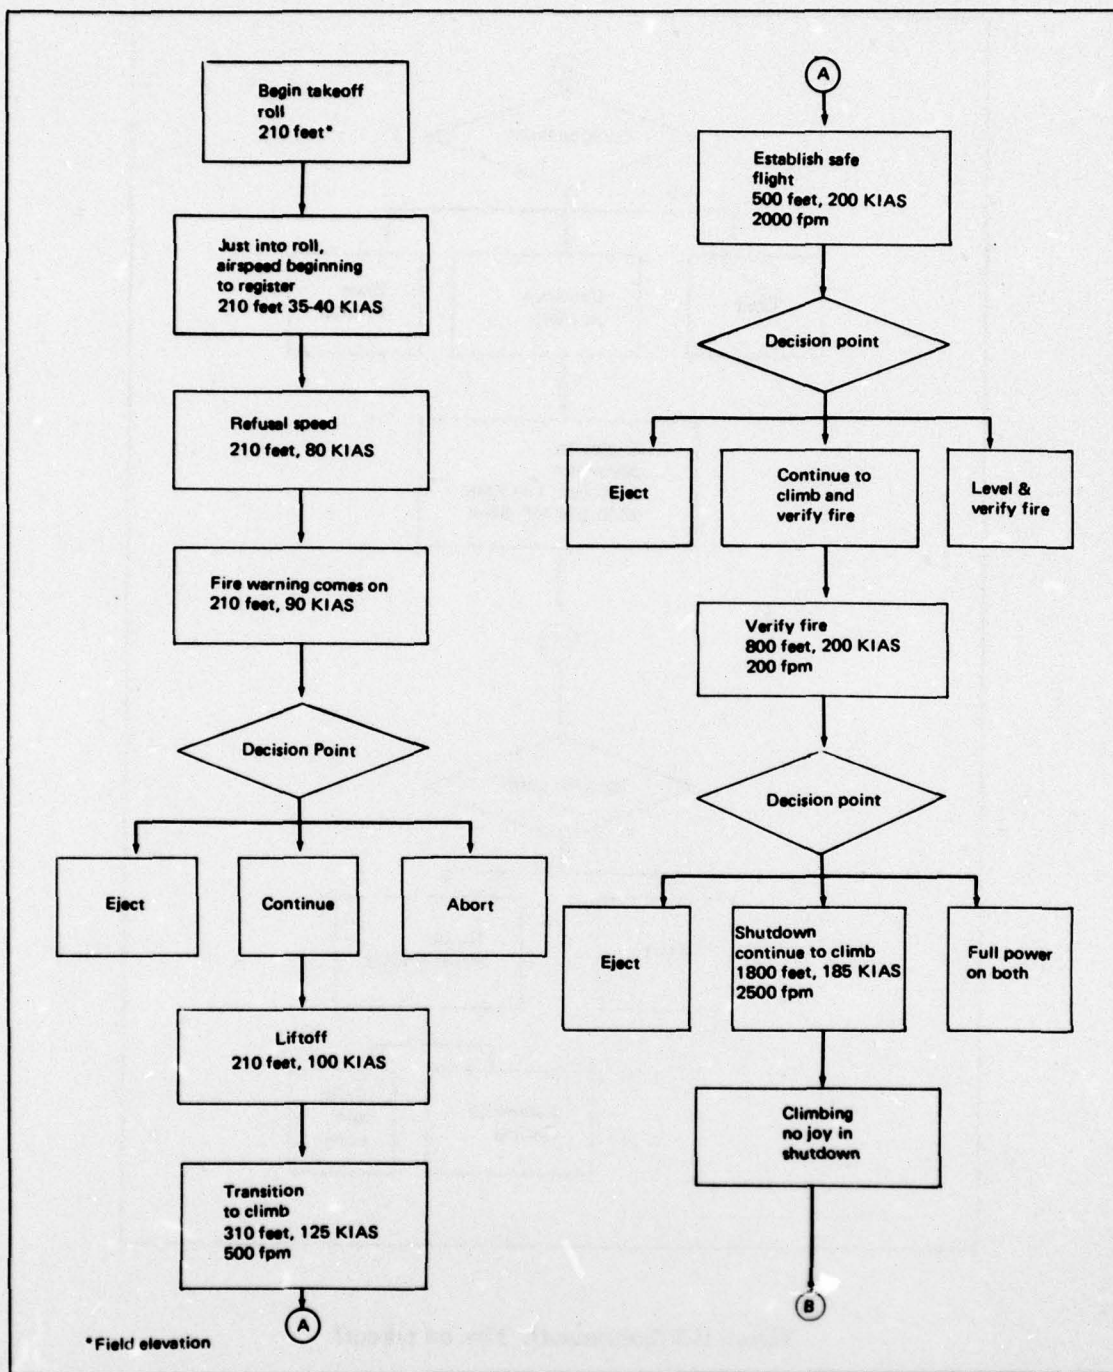 Begin takeoff
roll
210 feet*
Just into roll,
airspeed beginning
to register
210 feet 35-40 KIAS
Refusal speed
210 feet, 80 KIAS
Fire warning comes on
210 feet, 90 KIAS
Decision Point
Eject
Continue
Abort
Liftoff
210 feet, 100 KIAS
Transition
to climb
310 feet, 125 KIAS
500 fpm
A
*Field elevation
A
Establish safe
flight
500 feet, 200 KIAS
2000 fpm
Decision point
Eject
Continue to
climb and
verify fire
Level &
verify fire
Verify fire
800 feet, 200 KIAS
200 fpm
Decision point
Eject
Shutdown
continue to climb
1800 feet, 185 KIAS
2500 fpm
Full power
on both
Climbing
no joy in
shutdown
B